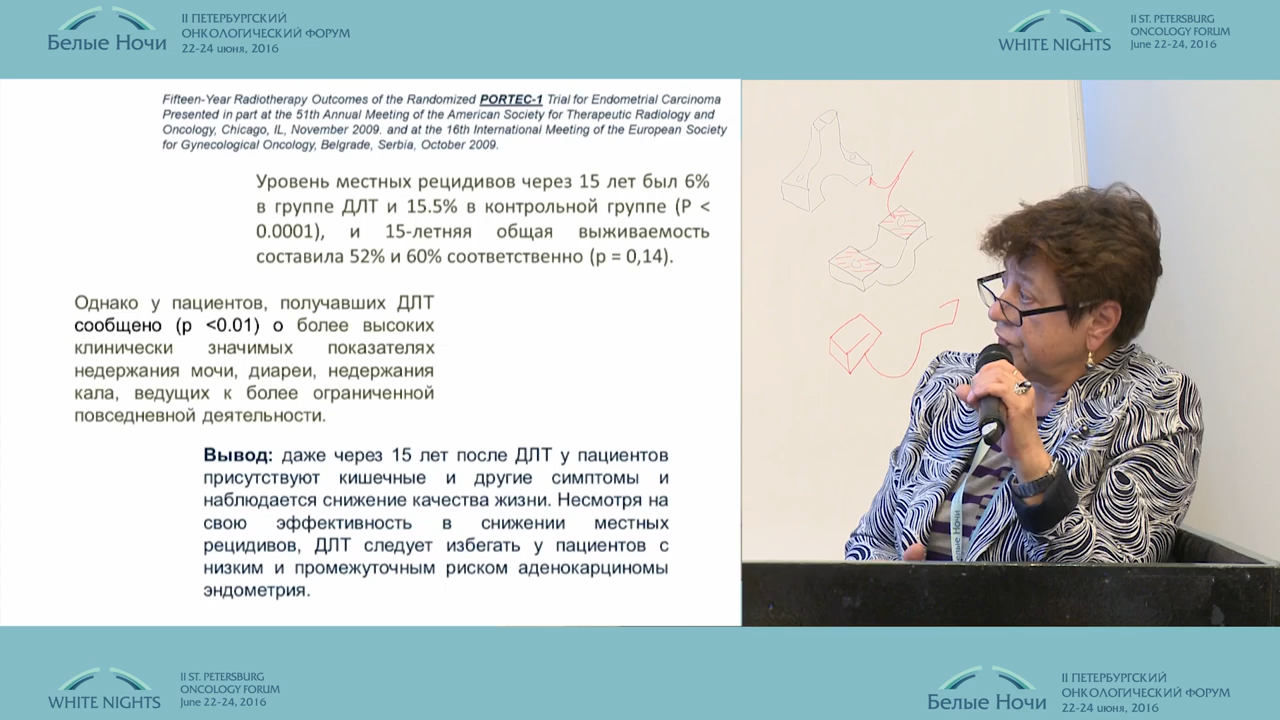 II ПЕТЕРБУРГСКИЙ
ОНКОЛОГИЧЕСКИЙ ФОРУМ
Белые Ночи
22-24 июня, 2016
II ST. PETERSBURG
ONCOLOGY FORUM
WHITE NIGHTS
June 22-24, 2016
Fifteen-Year Radiotherapy Outcomes of the Randomized PORTEC-1 Trial for Endometrial Carcinoma
Presented in part at the 51th Annual Meeting of the American Society for Therapeutic Radiology and
Oncology, Chicago, IL, November 2009. and at the 16th International Meeting of the European Society
for Gynecological Oncology, Belgrade, Serbia, October 2009.
Уровень местных рецидивов через 15 лет был 6%
в группе ДЛТ и 15.5% в контрольной группе (P <
0.0001), и 15-летняя общая выживаемость
составила 52% и 60% соответственно (p = 0,14).
Однако у пациентов, получавших ДЛТ
сообщено (p <0.01) о более высоких
клинически значимых показателях
недержания мочи, диареи, недержания
кала, ведущих к более ограниченной
повседневной деятельности.
Вывод: даже через 15 лет после ДЛТ у пациентов
присутствуют кишечные и другие симптомы и
наблюдается снижение качества жизни. Несмотря на
свою эффективность в снижении местных
рецидивов, ДЛТ следует избегать у пациентов с
низким и промежуточным риском аденокарциномы
эндометрия.
Белые Ночи
II ST. PETERSBURG
ONCOLOGY FORUM
WHITE NIGHTS
June 22-24, 2016
II ПЕТЕРБУРГСКИЙ
ОНКОЛОГИЧЕСКИЙ ФОРУМ
Белые Ночи
22-24 июня, 2016